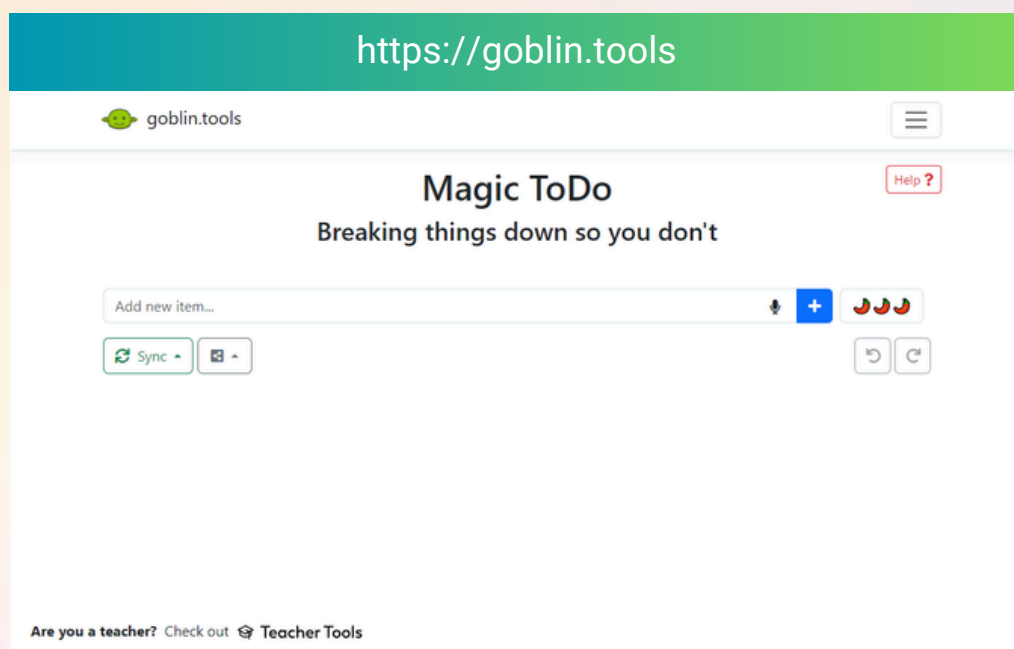 https://goblin.tools
goblin.tools
Help ?
Magic ToDo
Breaking things down so you don't
Add new item...
Sync
Are you a teacher? Check out Teacher Tools